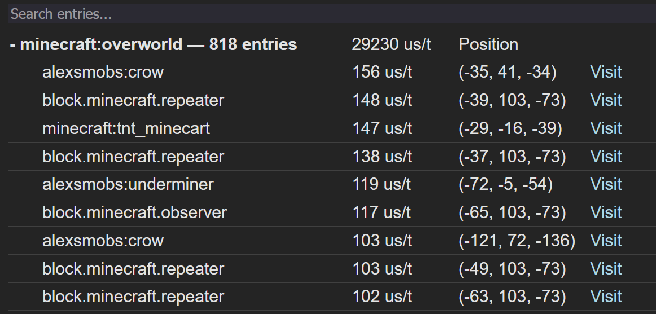 Search entries...
- minecraft:overworld — 818 entries 29230 us/t Position
alexsmobs:crow 156 us/t (-35, 41, -34) Visit
block.minecraft.repeater 148 us/t (-39, 103, -73) Visit
minecraft:tnt_minecart 147 us/t (-29, -16, -39) Visit
block.minecraft.repeater 138 us/t (-37, 103, -73) Visit
alexsmobs:underminer 119 us/t (-72, -5, -54) Visit
block.minecraft.observer 117 us/t (-65, 103, -73) Visit
alexsmobs:crow 103 us/t (-121, 72, -136) Visit
block.minecraft.repeater 103 us/t (-49, 103, -73) Visit
block.minecraft.repeater 102 us/t (-63, 103, -73) Visit